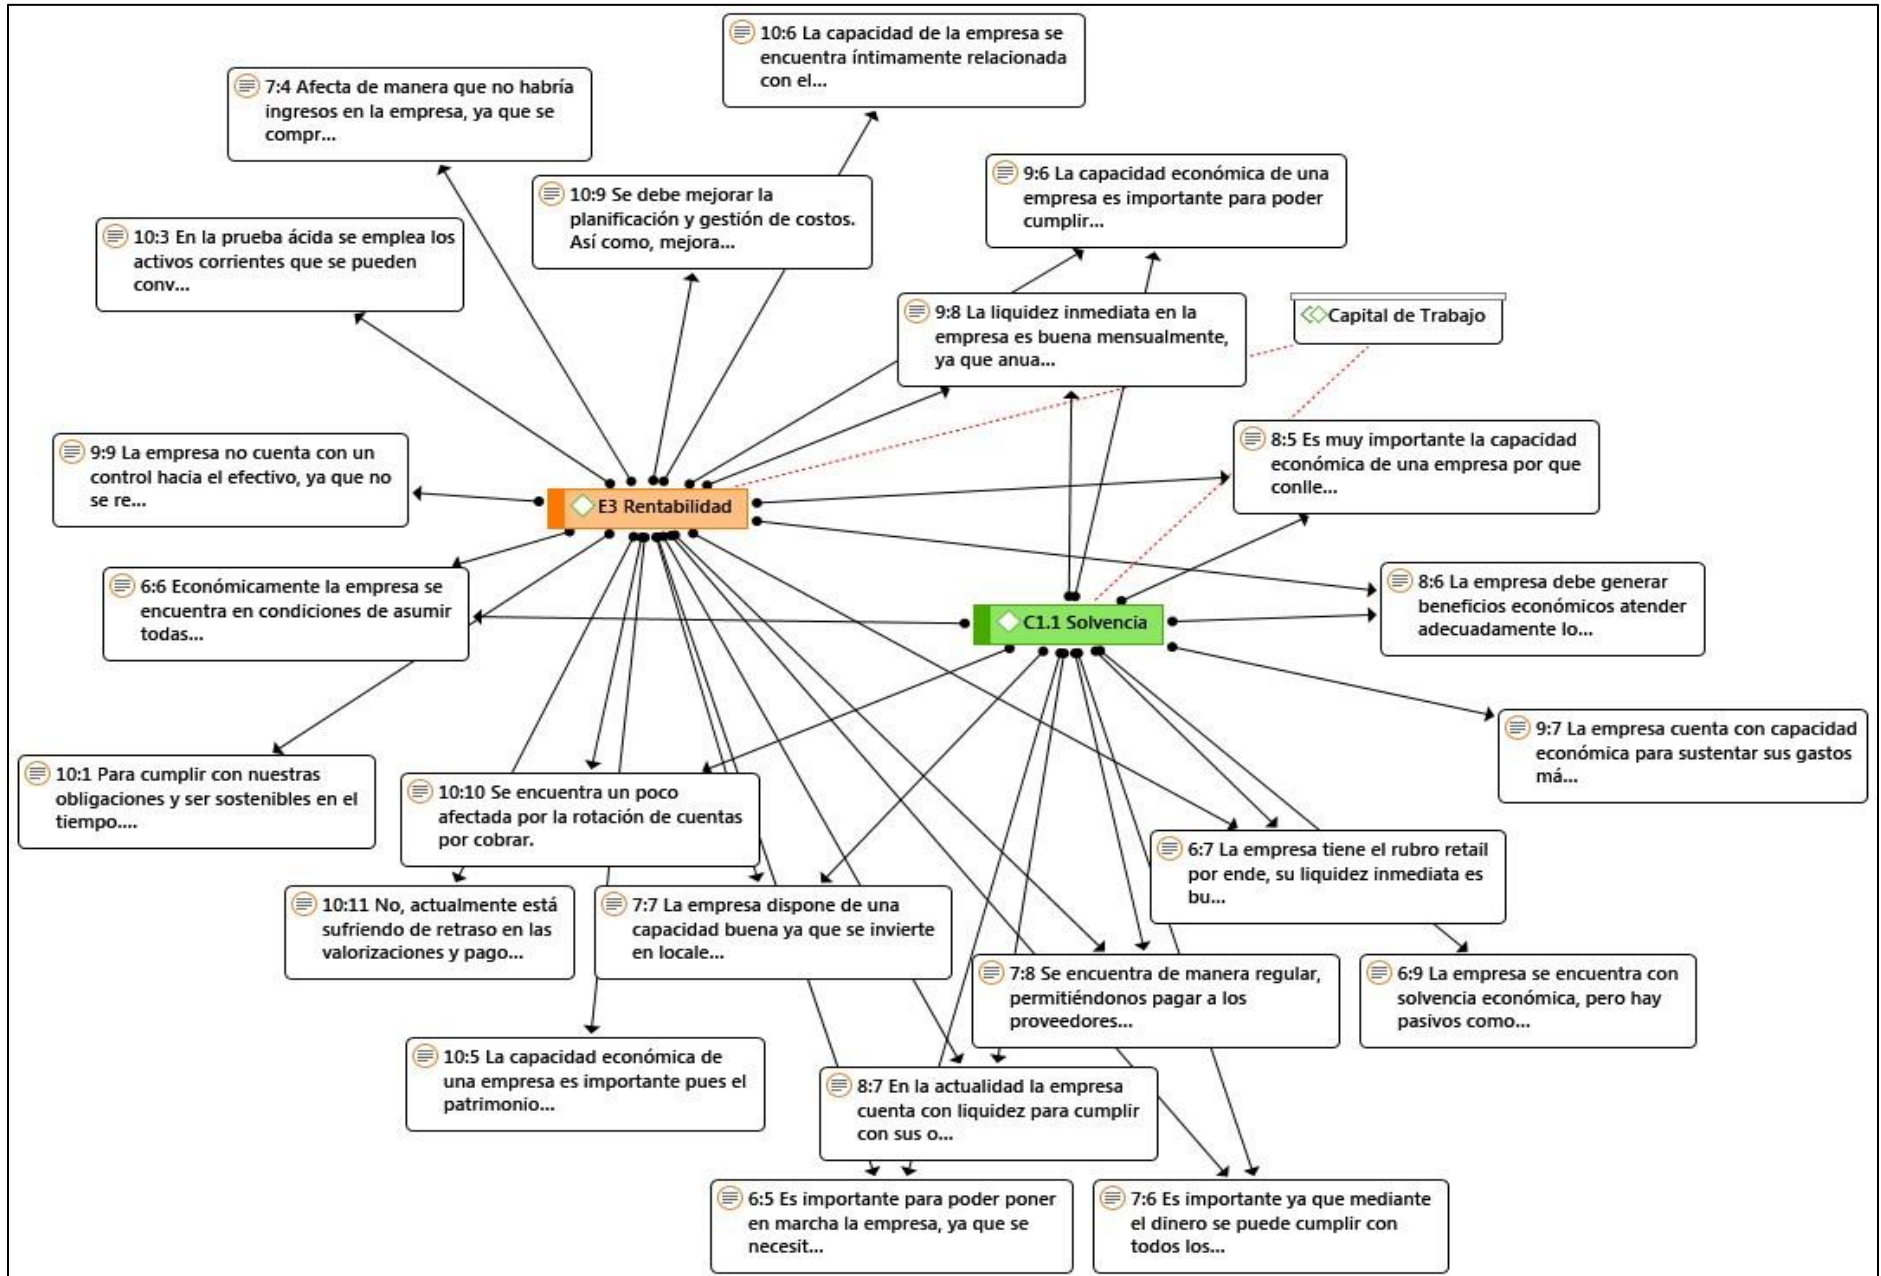 10:6 La capacidad de la empresa se
encuentra íntimamente relacionada
con el...
7:4 Afecta de manera que no habría
ingresos en la empresa, ya que se
compr...
10:9 Se debe mejorar la
planificación y gestión de costos.
Así como, mejora...
9:6 La capacidad económica de una
empresa es importante para poder
cumplir...
10:3 En la prueba ácida se emplea los
activos corrientes que se pueden
conv...
9:8 La liquidez inmediata en la
empresa es buena mensualmente,
ya que anua...
Capital de Trabajo
9:9 La empresa no cuenta con un
control hacia el efectivo, ya que no
se re...
8:5 Es muy importante la capacidad
económica de una empresa por que
conlle...
E3 Rentabilidad
6:6 Económicamente la empresa se
encuentra en condiciones de asumir
todas...
C1.1 Solvencia
8:6 La empresa debe generar
beneficios económicos atender
adecuadamente lo...
9:7 La empresa cuenta con capacidad
económica para sustentar sus gastos
má...
10:1 Para cumplir con nuestras
obligaciones y ser sostenibles en el
tiempo....
10:10 Se encuentra un poco
afectada por la rotación de cuentas
por cobrar.
6:7 La empresa tiene el rubro retail
por ende, su liquidez inmediata es
bu...
10:11 No, actualmente está
sufriendo de retraso en las
valorizaciones y pago...
7:7 La empresa dispone de una
capacidad buena ya que se invierte
en locale...
7:8 Se encuentra de manera regular,
permitiéndonos pagar a los
proveedores...
6:9 La empresa se encuentra con
solvencia económica, pero hay
pasivos como...
10:5 La capacidad económica de
una empresa es importante pues el
patrimonio...
8:7 En la actualidad la empresa
cuenta con liquidez para cumplir
con sus o...
6:5 Es importante para poder poner
en marcha la empresa, ya que se
necesit...
7:6 Es importante ya que mediante
el dinero se puede cumplir con
todos los...